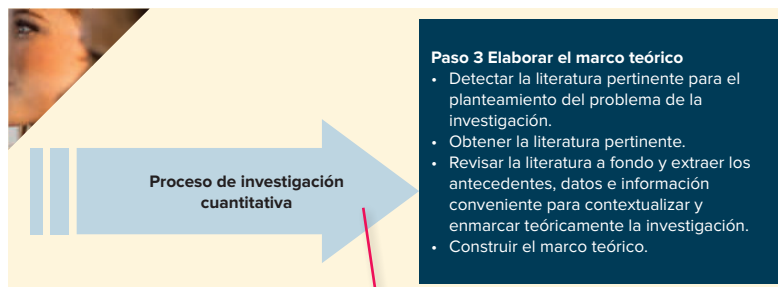 Proceso de investigación
cuantitativa
Paso 3 Elaborar el marco teórico
• Detectar la literatura pertinente para el
planteamiento del problema de la
investigación.
• Obtener la literatura pertinente.
• Revisar la literatura a fondo y extraer los
antecedentes, datos e información
conveniente para contextualizar y
enmarcar teóricamente la investigación.
• Construir el marco teórico.